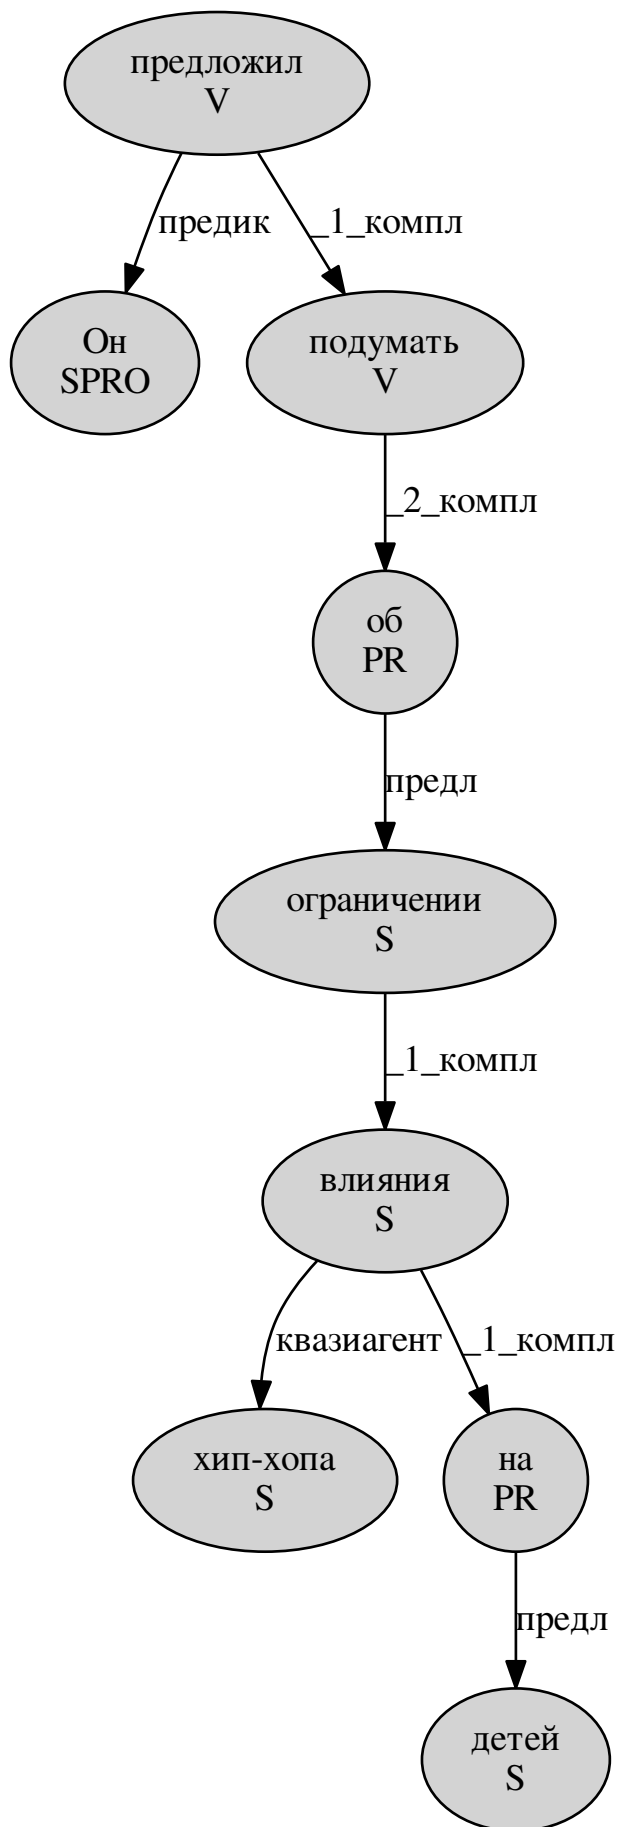 предложил
V
предик
_1_компл
Он
SPRO
подумать
V
_2_компл
об
PR
предл
ограничении
S
_1_компл
влияния
S
квазиагент
_1_компл
хип-хопа
S
на
PR
предл
детей
S